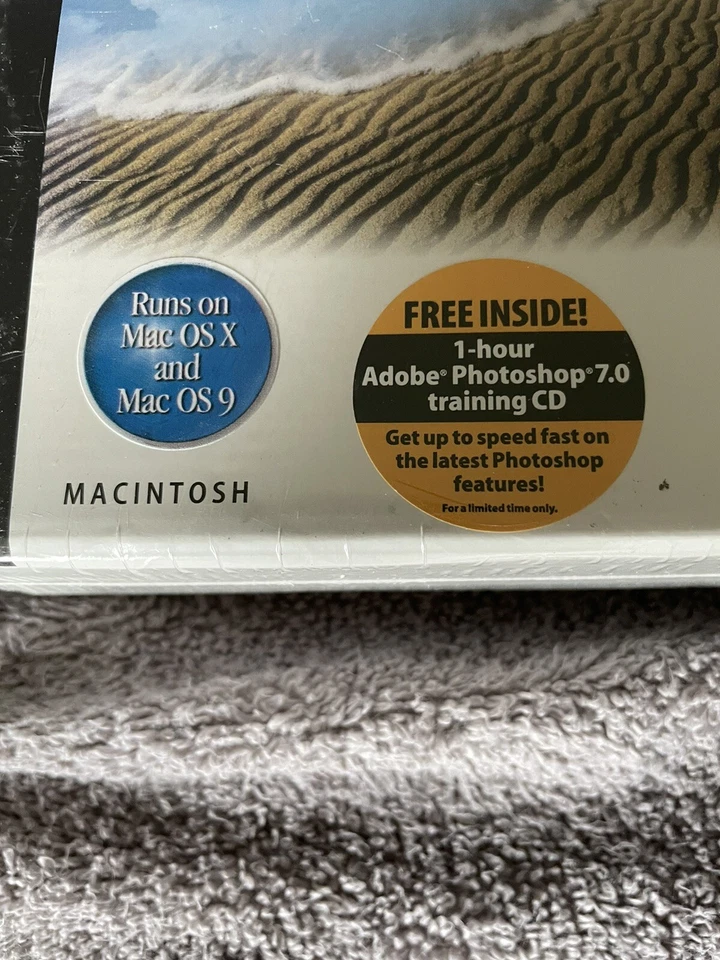 Runs on
Mac OS X
and
Mac OS 9
MACINTOSH
FREE INSIDE!
1-hour
Adobe® Photoshop® 7.0
training CD
Get up to speed fast on
the latest Photoshop
features!
For a limited time only.